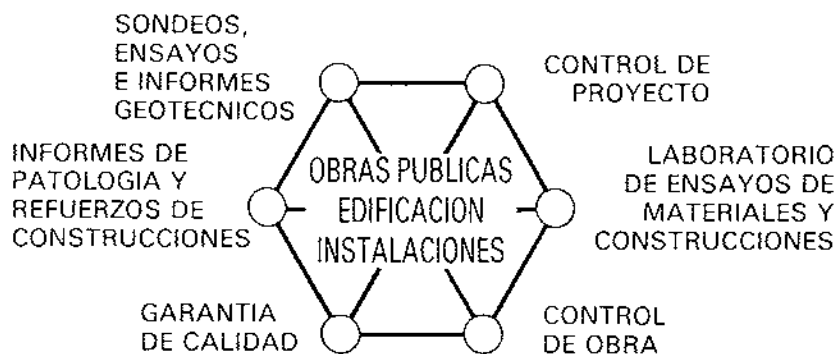 SONDEOS,
ENSAYOS
E INFORMES
GEOTECNICOS
CONTROL DE
PROYECTO
INFORMES DE
PATOLOGIA Y
REFUERZOS DE
CONSTRUCCIONES
OBRAS PUBLICAS
EDIFICACION
INSTALACIONES
LABORATORIO
DE ENSAYOS DE
MATERIALES Y
CONSTRUCCIONES
GARANTIA
DE CALIDAD
CONTROL
DE OBRA